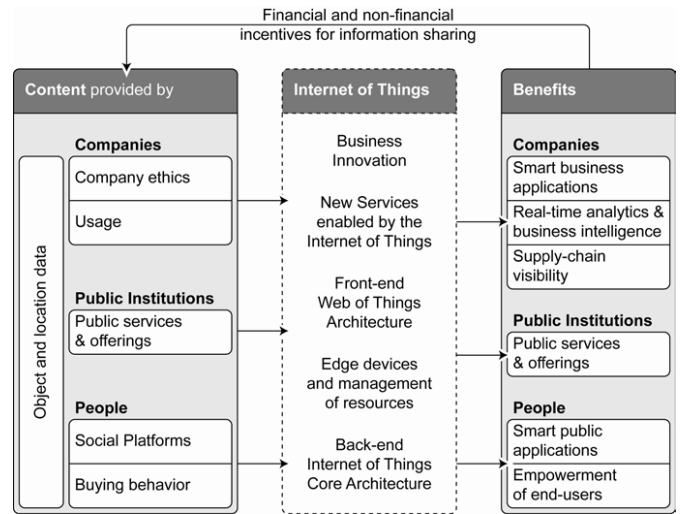 Financial and non-financial
incentives for information sharing
Content provided by
Companies
Company ethics
Usage
Public Institutions
Public services
& offerings
People
Social Platforms
Buying behavior
Object and location data
Internet of Things
Business
Innovation
New Services
enabled by the
Internet of Things
Front-end
Web of Things
Architecture
Edge devices
and management
of resources
Back-end
Internet of Things
Core Architecture
Benefits
Companies
Smart business
applications
Real-time analytics &
business intelligence
Supply-chain
visibility
Public Institutions
Public services
& offerings
People
Smart public
applications
Empowerment
of end-users